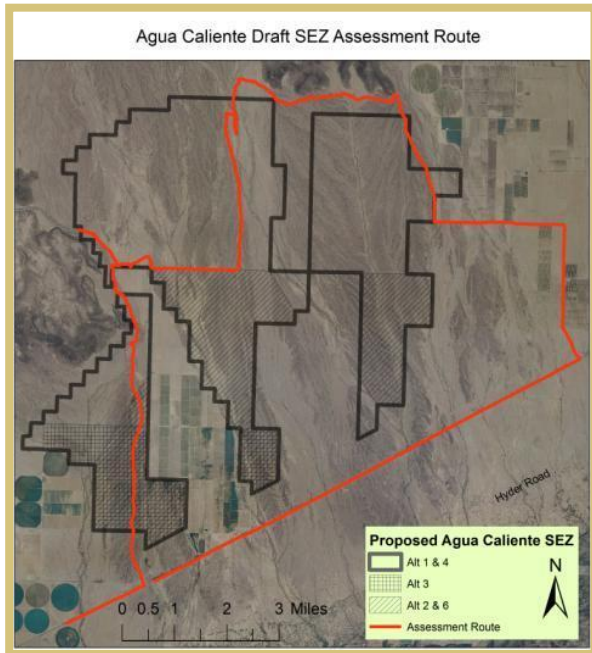 Agua Caliente Draft SEZ Assessment Route
Hyder Road
Proposed Agua Caliente SEZ
Alt 1 & 4
Alt 3
Alt 2 & 6
Assessment Route
N
0 0.5 1 2 3 Miles